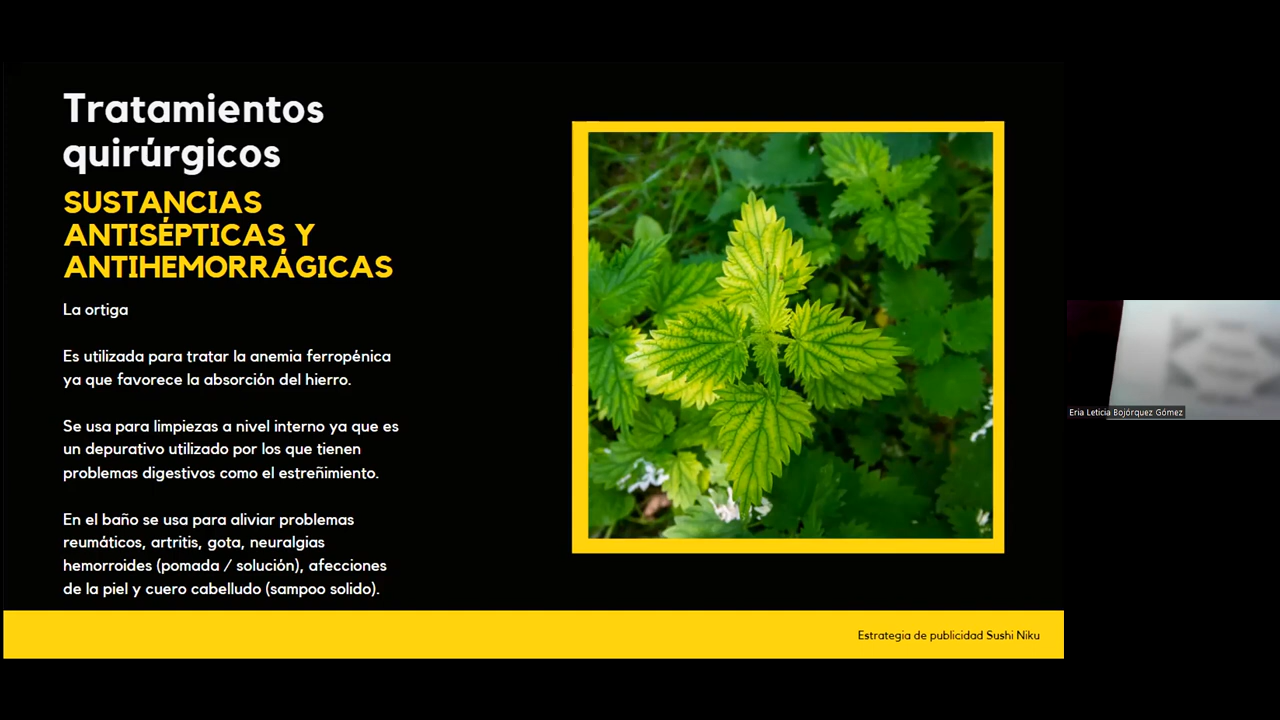 Tratamientos
quirúrgicos
SUSTANCIAS
ANTISÉPTICAS Y
ANTIHEMORRÁGICAS
La ortiga
Es utilizada para tratar la anemia ferropénica
ya que favorece la absorción del hierro.
Se usa para limpiezas a nivel interno ya que es
un depurativo utilizado por los que tienen
problemas digestivos como el estreñimiento.
En el baño se usa para aliviar problemas
reumáticos, artritis, gota, neuralgias
hemorroides (pomada / solución), afecciones
de la piel y cuero cabelludo (sampoo solido).
Estrategia de publicidad Sushi Niku
Eria Leticia Bojórquez Gómez